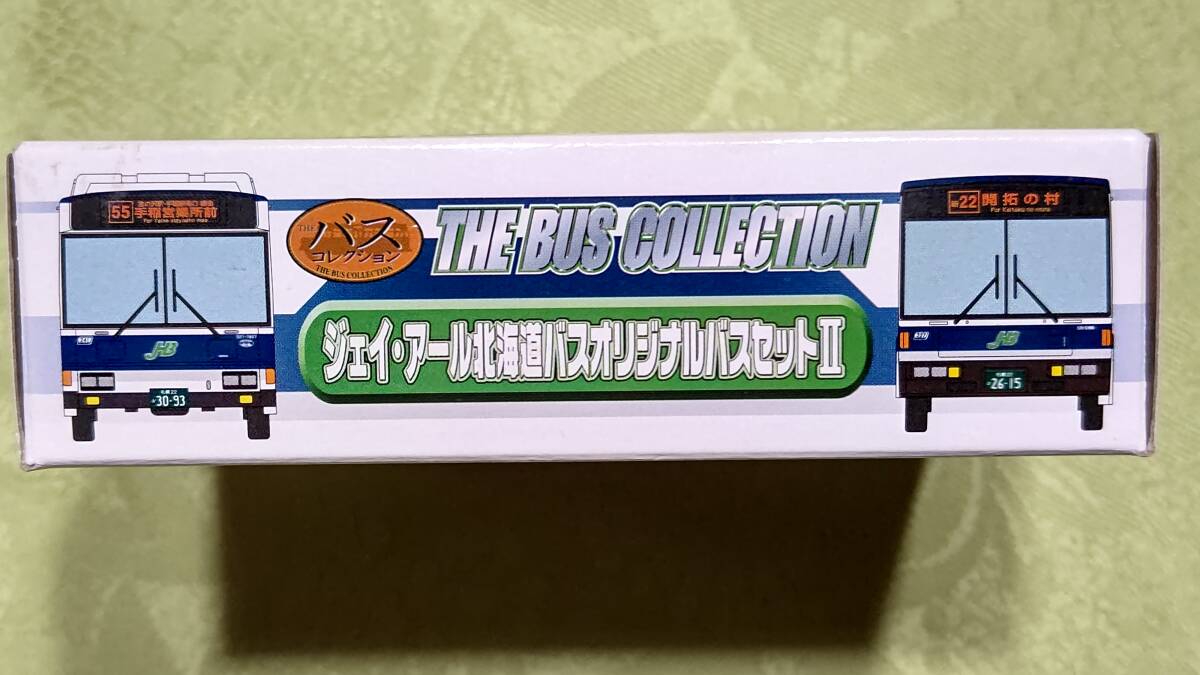 55 手稲営業所前
THE
バス
コレクション
THE BUS COLLECTION
THE BUS COLLECTION
22 開拓の村
ジェイ・アール北海道バスオリジナルバスセットⅡ
JHB
30-93
JHB
26-15